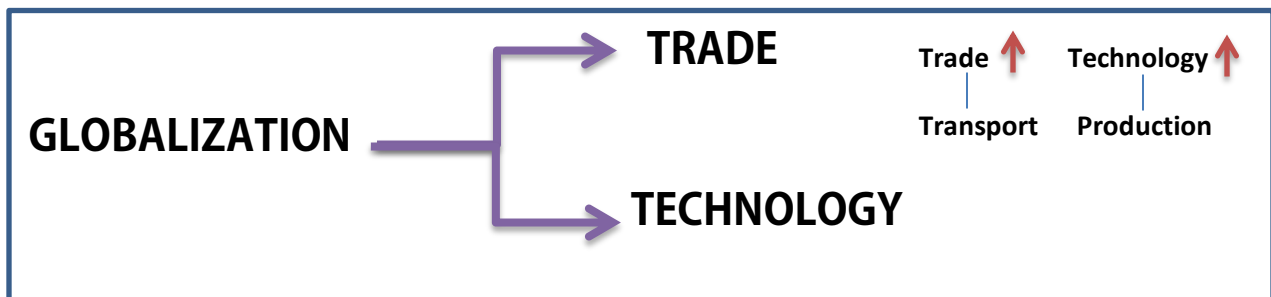 TRADE
Trade Technology
Transport Production
GLOBALIZATION
TECHNOLOGY